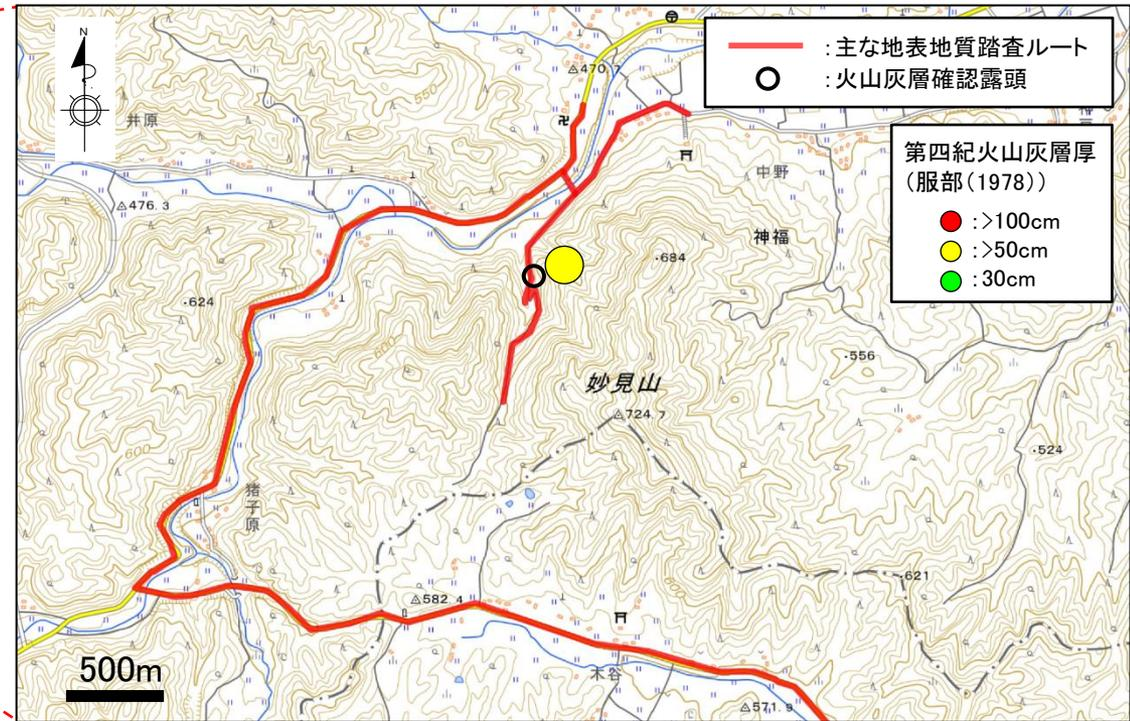 N
:主な地表地質踏査ルート
:火山灰層確認露頭
第四紀火山灰層厚
(服部(1978))
:>100cm
:>50cm
:30cm
550
井原
476.3
中野
神福
684
624
600
妙見山
556
724.7
524
600
猪子原
621
582.4
500m
木谷
571.9